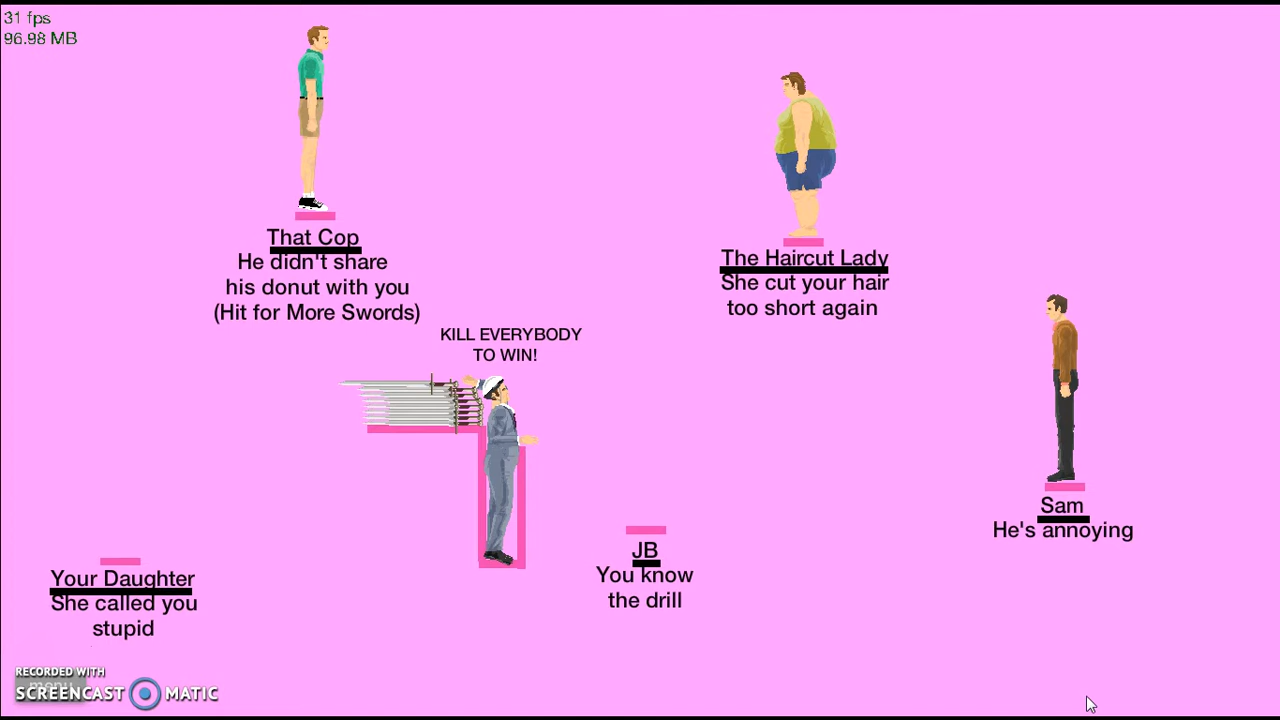 31 fps
96.98 MB
That Cop
He didn't share
his donut with you
(Hit for More Swords)
The Haircut Lady
She cut your hair
too short again
KILL EVERYBODY
TO WIN!
Sam
He's annoying
JB
You know
the drill
Your Daughter
She called you
stupid
RECORDED WITH
menu
SCREENCAST MATIC